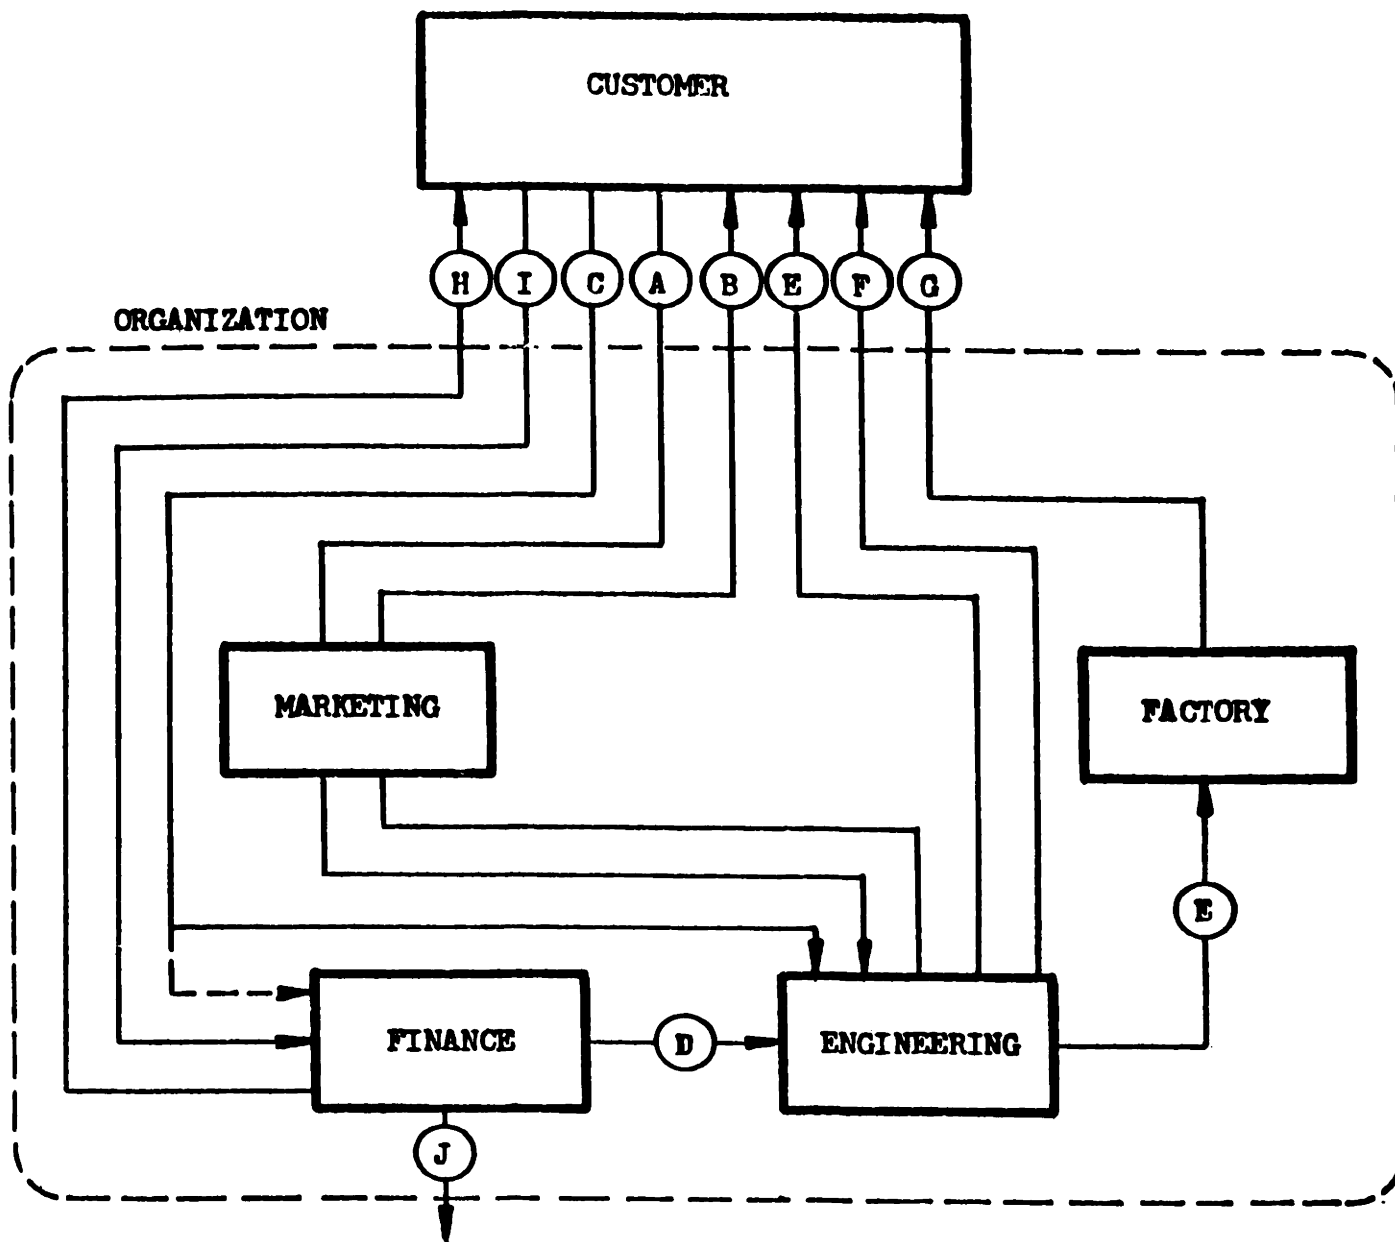 CUSTOMER
H I C A B E F G
ORGANIZATION
MARKETING
FACTORY
E
FINANCE
D
ENGINEERING
J